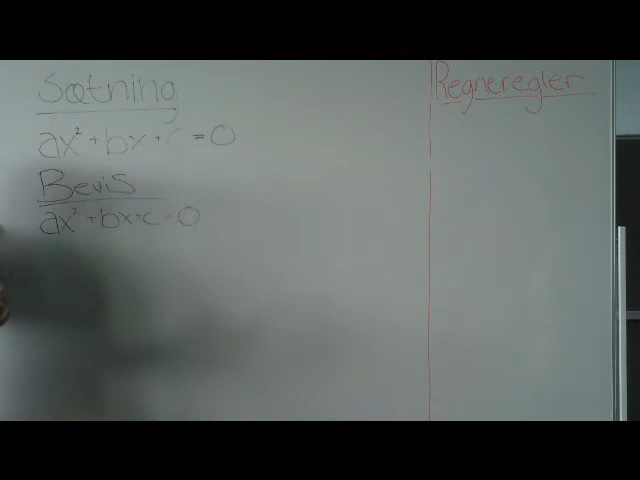 Sætning
ax² + bx + c = 0
Bevis
ax² + bx + c = 0
Regneregler